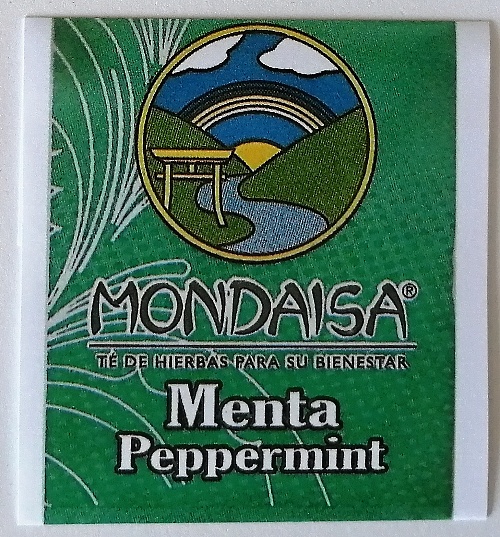 MONDAISA®
TÉ DE HIERBAS PARA SU BIENESTAR
Menta
Peppermint